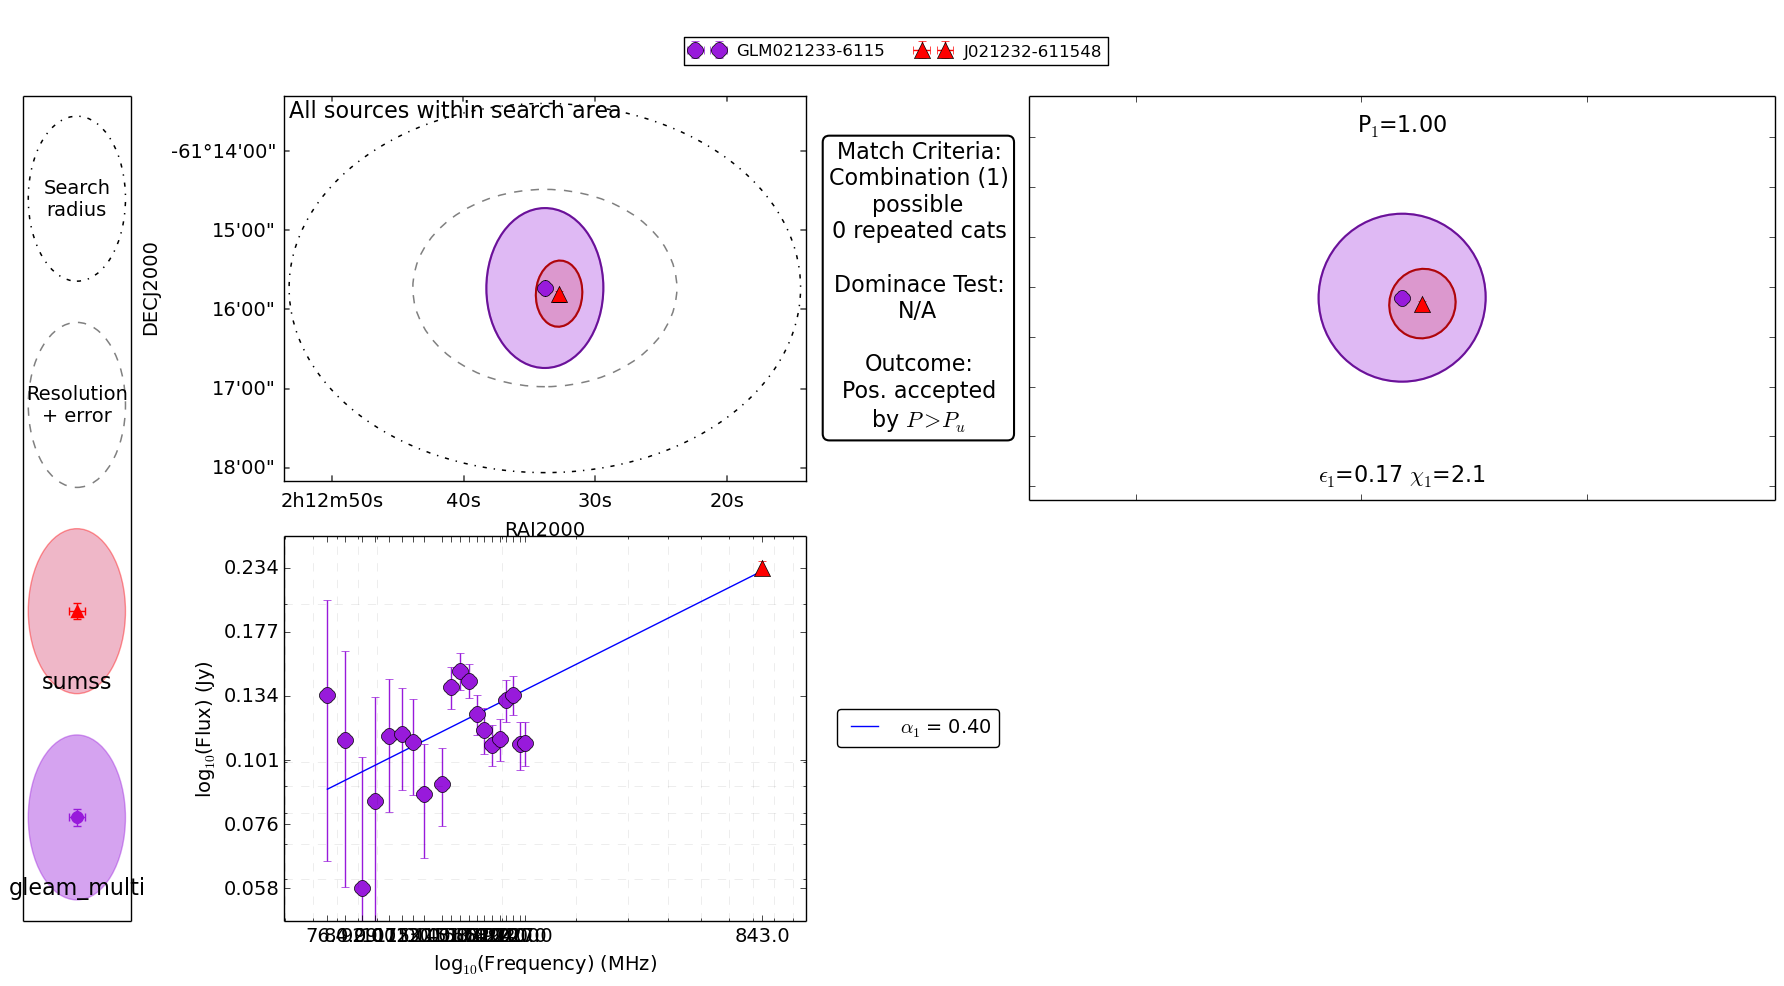 GLM021233-6115 J021232-611548
All sources within search area
Search
radius
Resolution
+ error
sumss
gleam_multi
DECJ2000
-61°14'00"
15'00"
16'00"
17'00"
18'00"
2h12m50s 40s 30s 20s
RAJ2000
Match Criteria:
Combination (1)
possible
0 repeated cats
Dominace Test:
N/A
Outcome:
Pos. accepted
by P>Pᵤ
P₁=1.00
ϵ₁=0.17 χ₁=2.1
log₁₀(Flux) (Jy)
0.234
0.177
0.134
0.101
0.076
0.058
843.0
log₁₀(Frequency) (MHz)
α₁ = 0.40